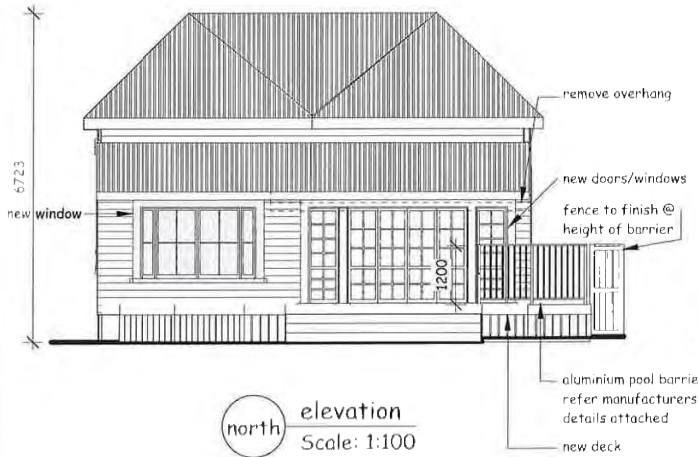 remove overhang
6723
new doors/windows
new window
fence to finish @
height of barrier
1200
aluminium pool barrie
refer manufacturers
details attached
north
elevation
Scale: 1:100
new deck